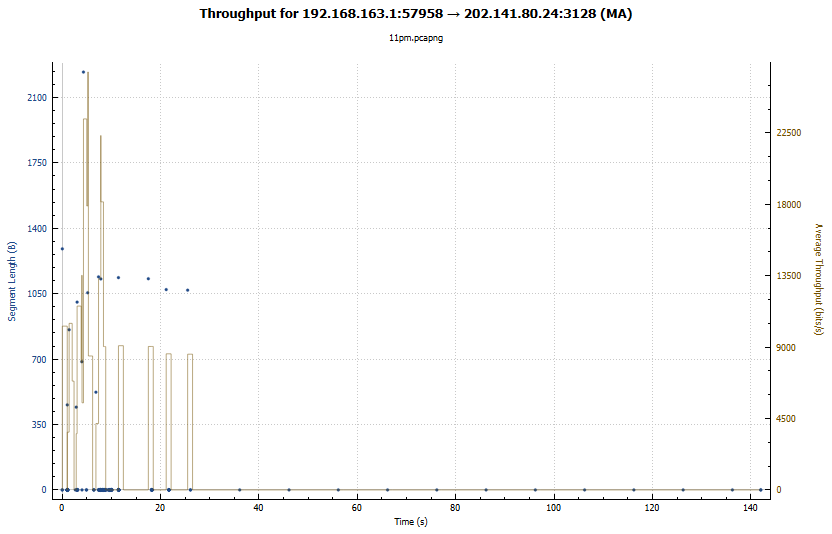 Throughput for 192.168.163.1:57958 → 202.141.80.24:3128 (MA)
11pm.pcapng
Segment Length (B)
2100
1750
1400
1050
700
350
0
22500
18000
13500
9000
4500
0
Average Throughput (bits/s)
0 20 40 60 80 100 120 140
Time (s)